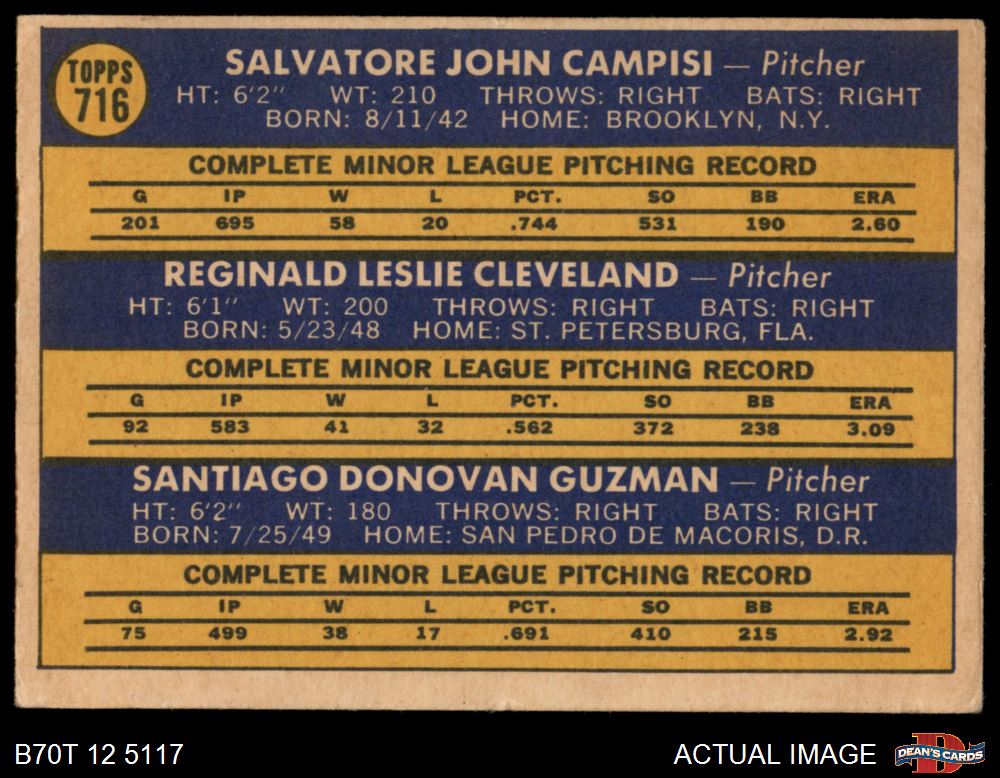 TOPPS
716
SALVATORE JOHN CAMPISI — Pitcher
HT: 6'2" WT: 210 THROWS: RIGHT BATS: RIGHT
BORN: 8/11/42 HOME: BROOKLYN, N.Y.
COMPLETE MINOR LEAGUE PITCHING RECORD
G IP W L PCT. SO BB ERA
201 695 58 20 .744 531 190 2.60
REGINALD LESLIE CLEVELAND — Pitcher
HT: 6'1" WT: 200 THROWS: RIGHT BATS: RIGHT
BORN: 5/23/48 HOME: ST. PETERSBURG, FLA.
COMPLETE MINOR LEAGUE PITCHING RECORD
G IP W L PCT. SO BB ERA
92 583 41 32 .562 372 238 3.09
SANTIAGO DONOVAN GUZMAN — Pitcher
HT: 6'2" WT: 180 THROWS: RIGHT BATS: RIGHT
BORN: 7/25/49 HOME: SAN PEDRO DE MACORIS, D.R.
COMPLETE MINOR LEAGUE PITCHING RECORD
G IP W L PCT. SO BB ERA
75 499 38 17 .691 410 215 2.92
B70T 12 5117 ACTUAL IMAGE D DEAN'S CARDS